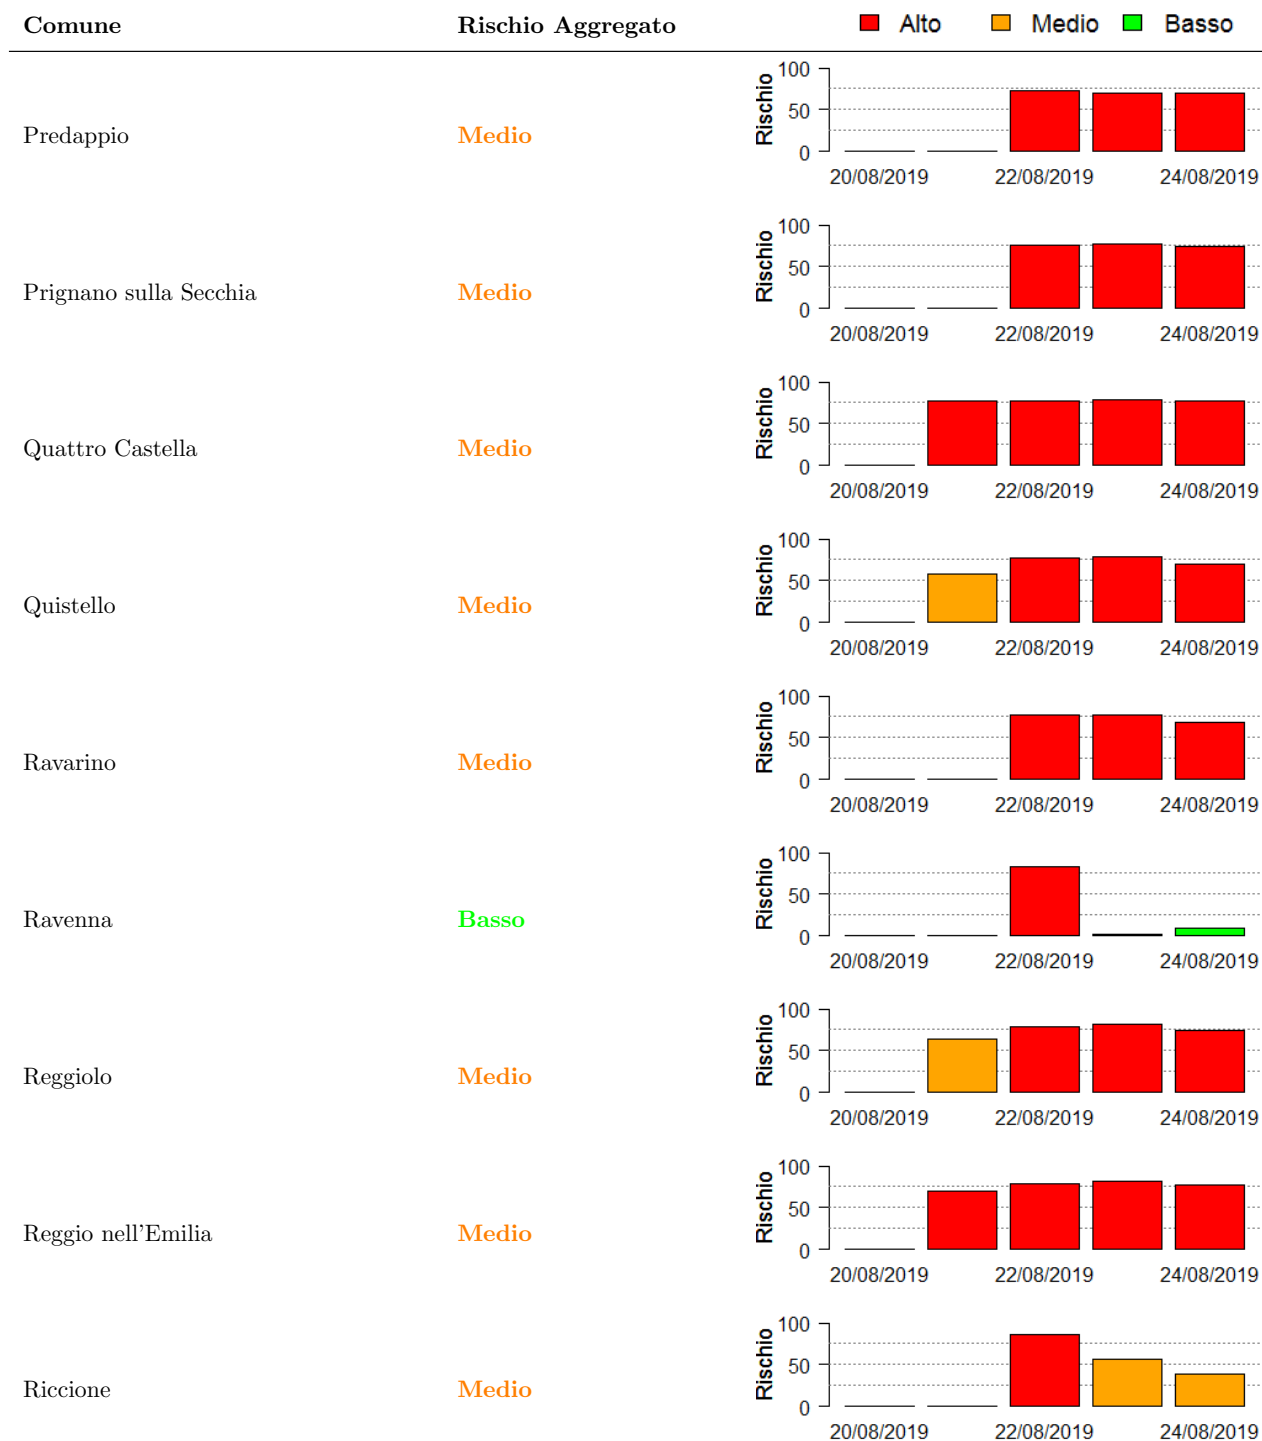 Comune Rischio Aggregato Alto Medio Basso
Predappio Medio Rischio 100 50 0
20/08/2019 22/08/2019 24/08/2019
Prignano sulla Secchia Medio Rischio 100 50 0
20/08/2019 22/08/2019 24/08/2019
Quattro Castella Medio Rischio 100 50 0
20/08/2019 22/08/2019 24/08/2019
Quistello Medio Rischio 100 50 0
20/08/2019 22/08/2019 24/08/2019
Ravarino Medio Rischio 100 50 0
20/08/2019 22/08/2019 24/08/2019
Ravenna Basso Rischio 100 50 0
20/08/2019 22/08/2019 24/08/2019
Reggiolo Medio Rischio 100 50 0
20/08/2019 22/08/2019 24/08/2019
Reggio nell'Emilia Medio Rischio 100 50 0
20/08/2019 22/08/2019 24/08/2019
Riccione Medio Rischio 100 50 0
20/08/2019 22/08/2019 24/08/2019